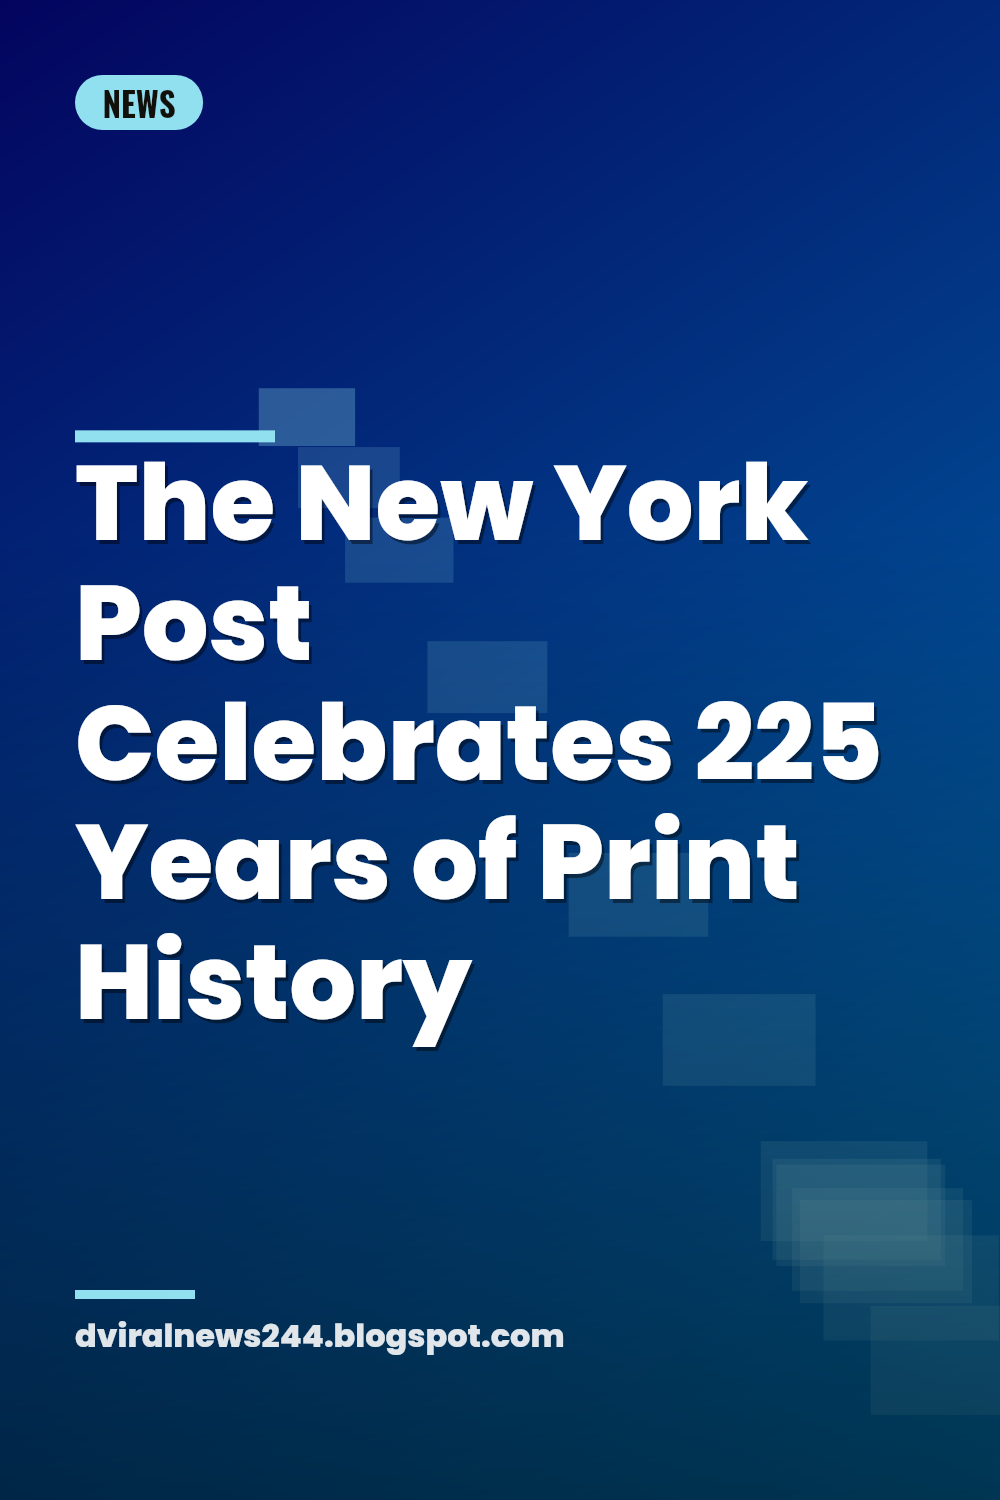 NEWS
The New York
Post
Celebrates 225
Years of Print
History
dviralnews244.blogspot.com